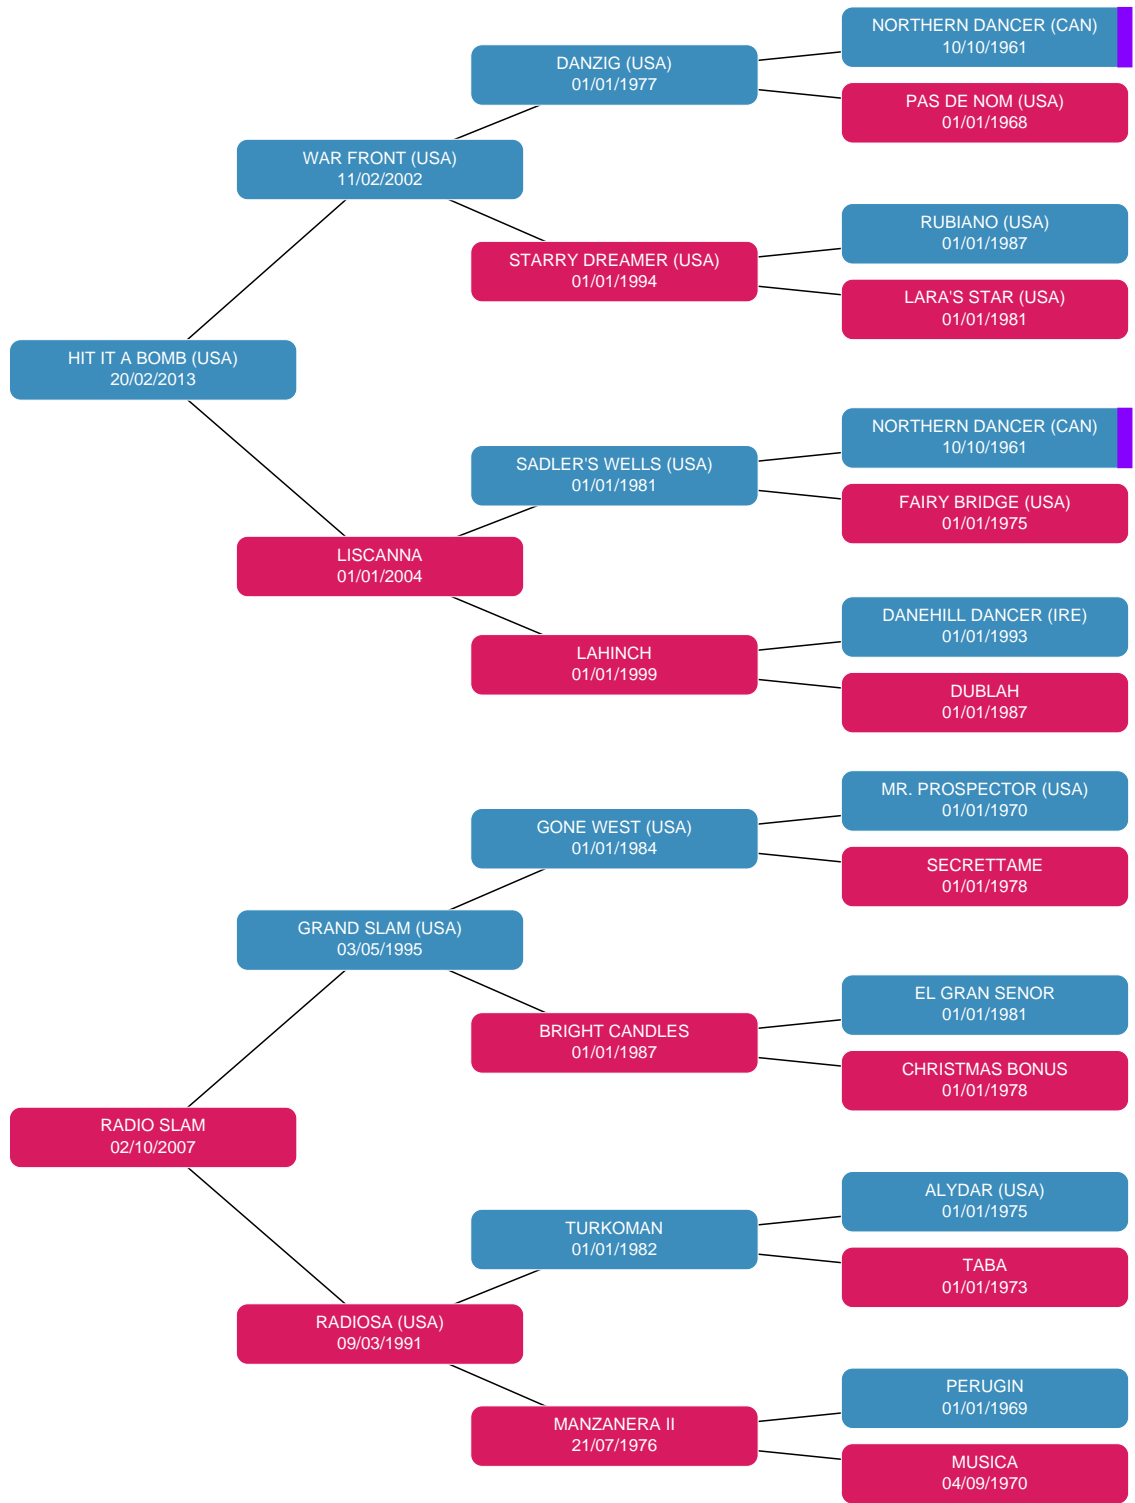 NORTHERN DANCER (CAN)
10/10/1961
DANZIG (USA)
01/01/1977
PAS DE NOM (USA)
01/01/1968
WAR FRONT (USA)
11/02/2002
RUBIANO (USA)
01/01/1987
STARRY DREAMER (USA)
01/01/1994
LARA'S STAR (USA)
01/01/1981
HIT IT A BOMB (USA)
20/02/2013
NORTHERN DANCER (CAN)
10/10/1961
SADLER'S WELLS (USA)
01/01/1981
FAIRY BRIDGE (USA)
01/01/1975
LISCANNA
01/01/2004
DANEHILL DANCER (IRE)
01/01/1993
LAHINCH
01/01/1999
DUBLAH
01/01/1987
MR. PROSPECTOR (USA)
01/01/1970
GONE WEST (USA)
01/01/1984
SECRETTAME
01/01/1978
GRAND SLAM (USA)
03/05/1995
EL GRAN SENOR
01/01/1981
BRIGHT CANDLES
01/01/1987
CHRISTMAS BONUS
01/01/1978
RADIO SLAM
02/10/2007
ALYDAR (USA)
01/01/1975
TURKOMAN
01/01/1982
TABA
01/01/1973
RADIOSA (USA)
09/03/1991
PERUGIN
01/01/1969
MANZANERA II
21/07/1976
MUSICA
04/09/1970